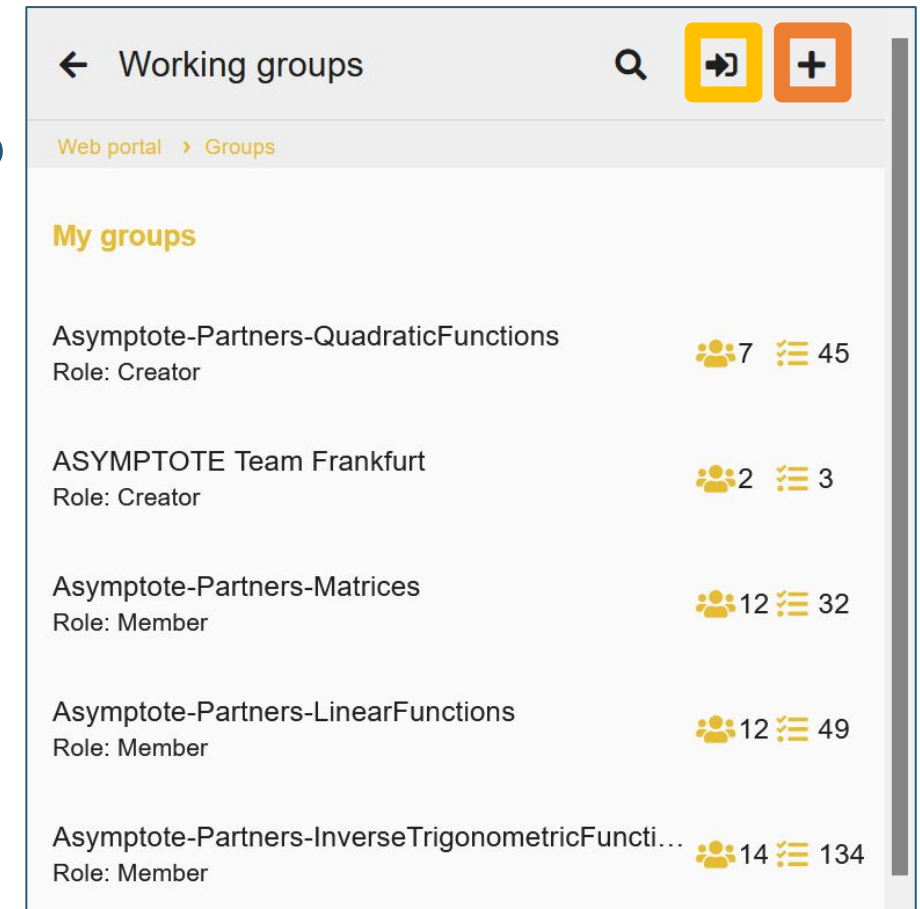 Working groups
Web portal › Groups
My groups
Asymptote-Partners-QuadraticFunctions
Role: Creator
7 45
ASYMPTOTE Team Frankfurt
Role: Creator
2 3
Asymptote-Partners-Matrices
Role: Member
12 32
Asymptote-Partners-LinearFunctions
Role: Member
12 49
Asymptote-Partners-InverseTrigonometricFuncti...
Role: Member
14 134